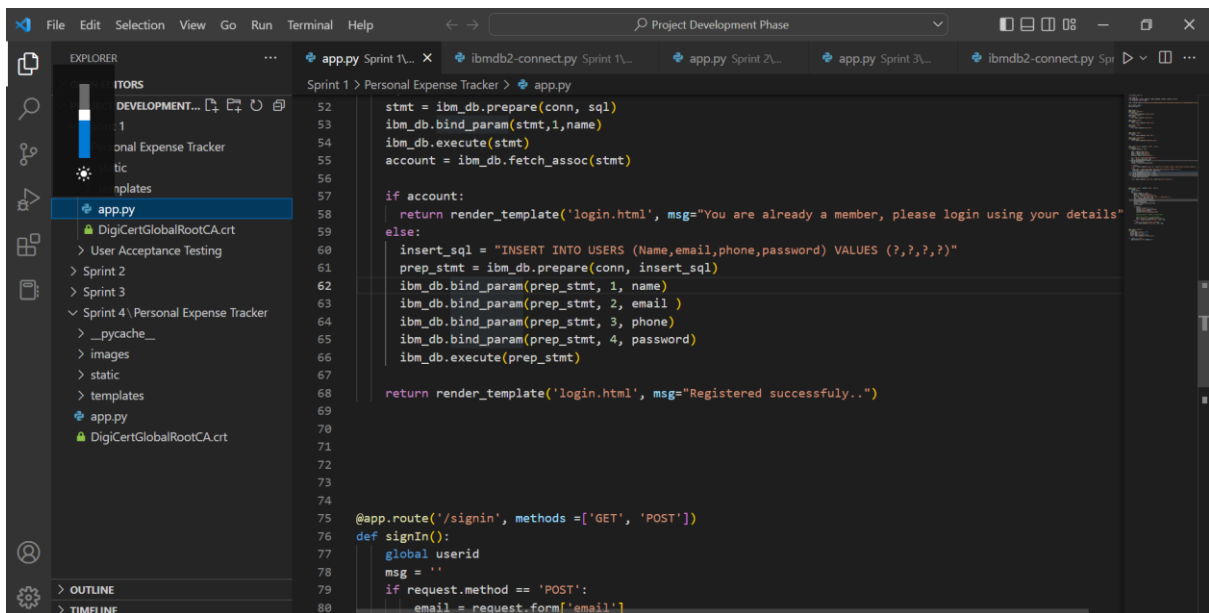 File Edit Selection View Go Run Terminal Help
Project Development Phase
EXPLORER
ITORS
DEVELOPMENT...
1
onal Expense Tracker
tic
mplates
app.py
DigiCertGlobalRootCA.crt
> User Acceptance Testing
> Sprint 2
> Sprint 3
Sprint 4 \ Personal Expense Tracker
> __pycache__
> images
> static
> templates
app.py
DigiCertGlobalRootCA.crt
> OUTLINE
> TIMELINE
app.py Sprint 1\... ibmdb2-connect.py Sprint 1\... app.py Sprint 2\... app.py Sprint 3\... ibmdb2-connect.py Spr
Sprint 1 > Personal Expense Tracker > app.py
52 stmt = ibm_db.prepare(conn, sql)
53 ibm_db.bind_param(stmt,1,name)
54 ibm_db.execute(stmt)
55 account = ibm_db.fetch_assoc(stmt)
56
57 if account:
58 return render_template('login.html', msg="You are already a member, please login using your details"
59 else:
60 insert_sql = "INSERT INTO USERS (Name,email,phone,password) VALUES (?,?,?,?)"
61 prep_stmt = ibm_db.prepare(conn, insert_sql)
62 ibm_db.bind_param(prep_stmt, 1, name)
63 ibm_db.bind_param(prep_stmt, 2, email )
64 ibm_db.bind_param(prep_stmt, 3, phone)
65 ibm_db.bind_param(prep_stmt, 4, password)
66 ibm_db.execute(prep_stmt)
67
68 return render_template('login.html', msg="Registered successfuly..")
69
70
71
72
73
74
75 @app.route('/signin', methods =['GET', 'POST'])
76 def signIn():
77 global userid
78 msg = ''
79 if request.method == 'POST':
80 email = request.form['email']